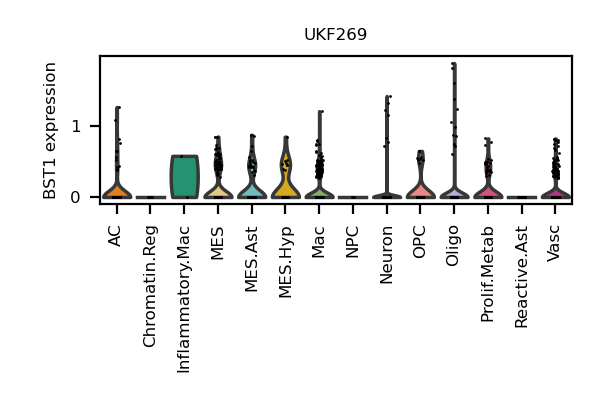 UKF269
BST1 expression
1
0
AC
Chromatin.Reg
Inflammatory.Mac
MES
MES.Ast
MES.Hyp
Mac
NPC
Neuron
OPC
Oligo
Prolif.Metab
Reactive.Ast
Vasc